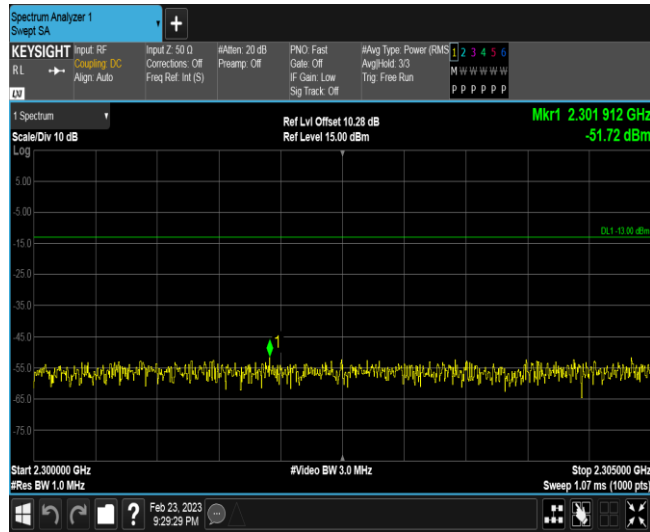 Spectrum Analyzer 1
Swept SA
+
KEYSIGHT
RL
LXI
Input: RF
Coupling: DC
Align: Auto
Input Z: 50 Ω
Corrections: Off
Freq Ref: Int (S)
#Atten: 20 dB
Preamp: Off
PNO: Fast
Gate: Off
IF Gain: Low
Sig Track: Off
#Avg Type: Power (RMS
Avg|Hold: 3/3
Trig: Free Run
1 2 3 4 5 6
M W W W W W
P P P P P P
1 Spectrum
Scale/Div 10 dB
Ref Lvl Offset 10.28 dB
Ref Level 15.00 dBm
Mkr1 2.301 912 GHz
-51.72 dBm
Log
5.00
-5.00
DL1 -13.00 dBm
-15.0
-25.0
-35.0
-45.0
1
-55.0
-65.0
-75.0
Start 2.300000 GHz
#Res BW 1.0 MHz
#Video BW 3.0 MHz
Stop 2.305000 GHz
Sweep 1.07 ms (1000 pts)
?
Feb 23, 2023
9:29:29 PM